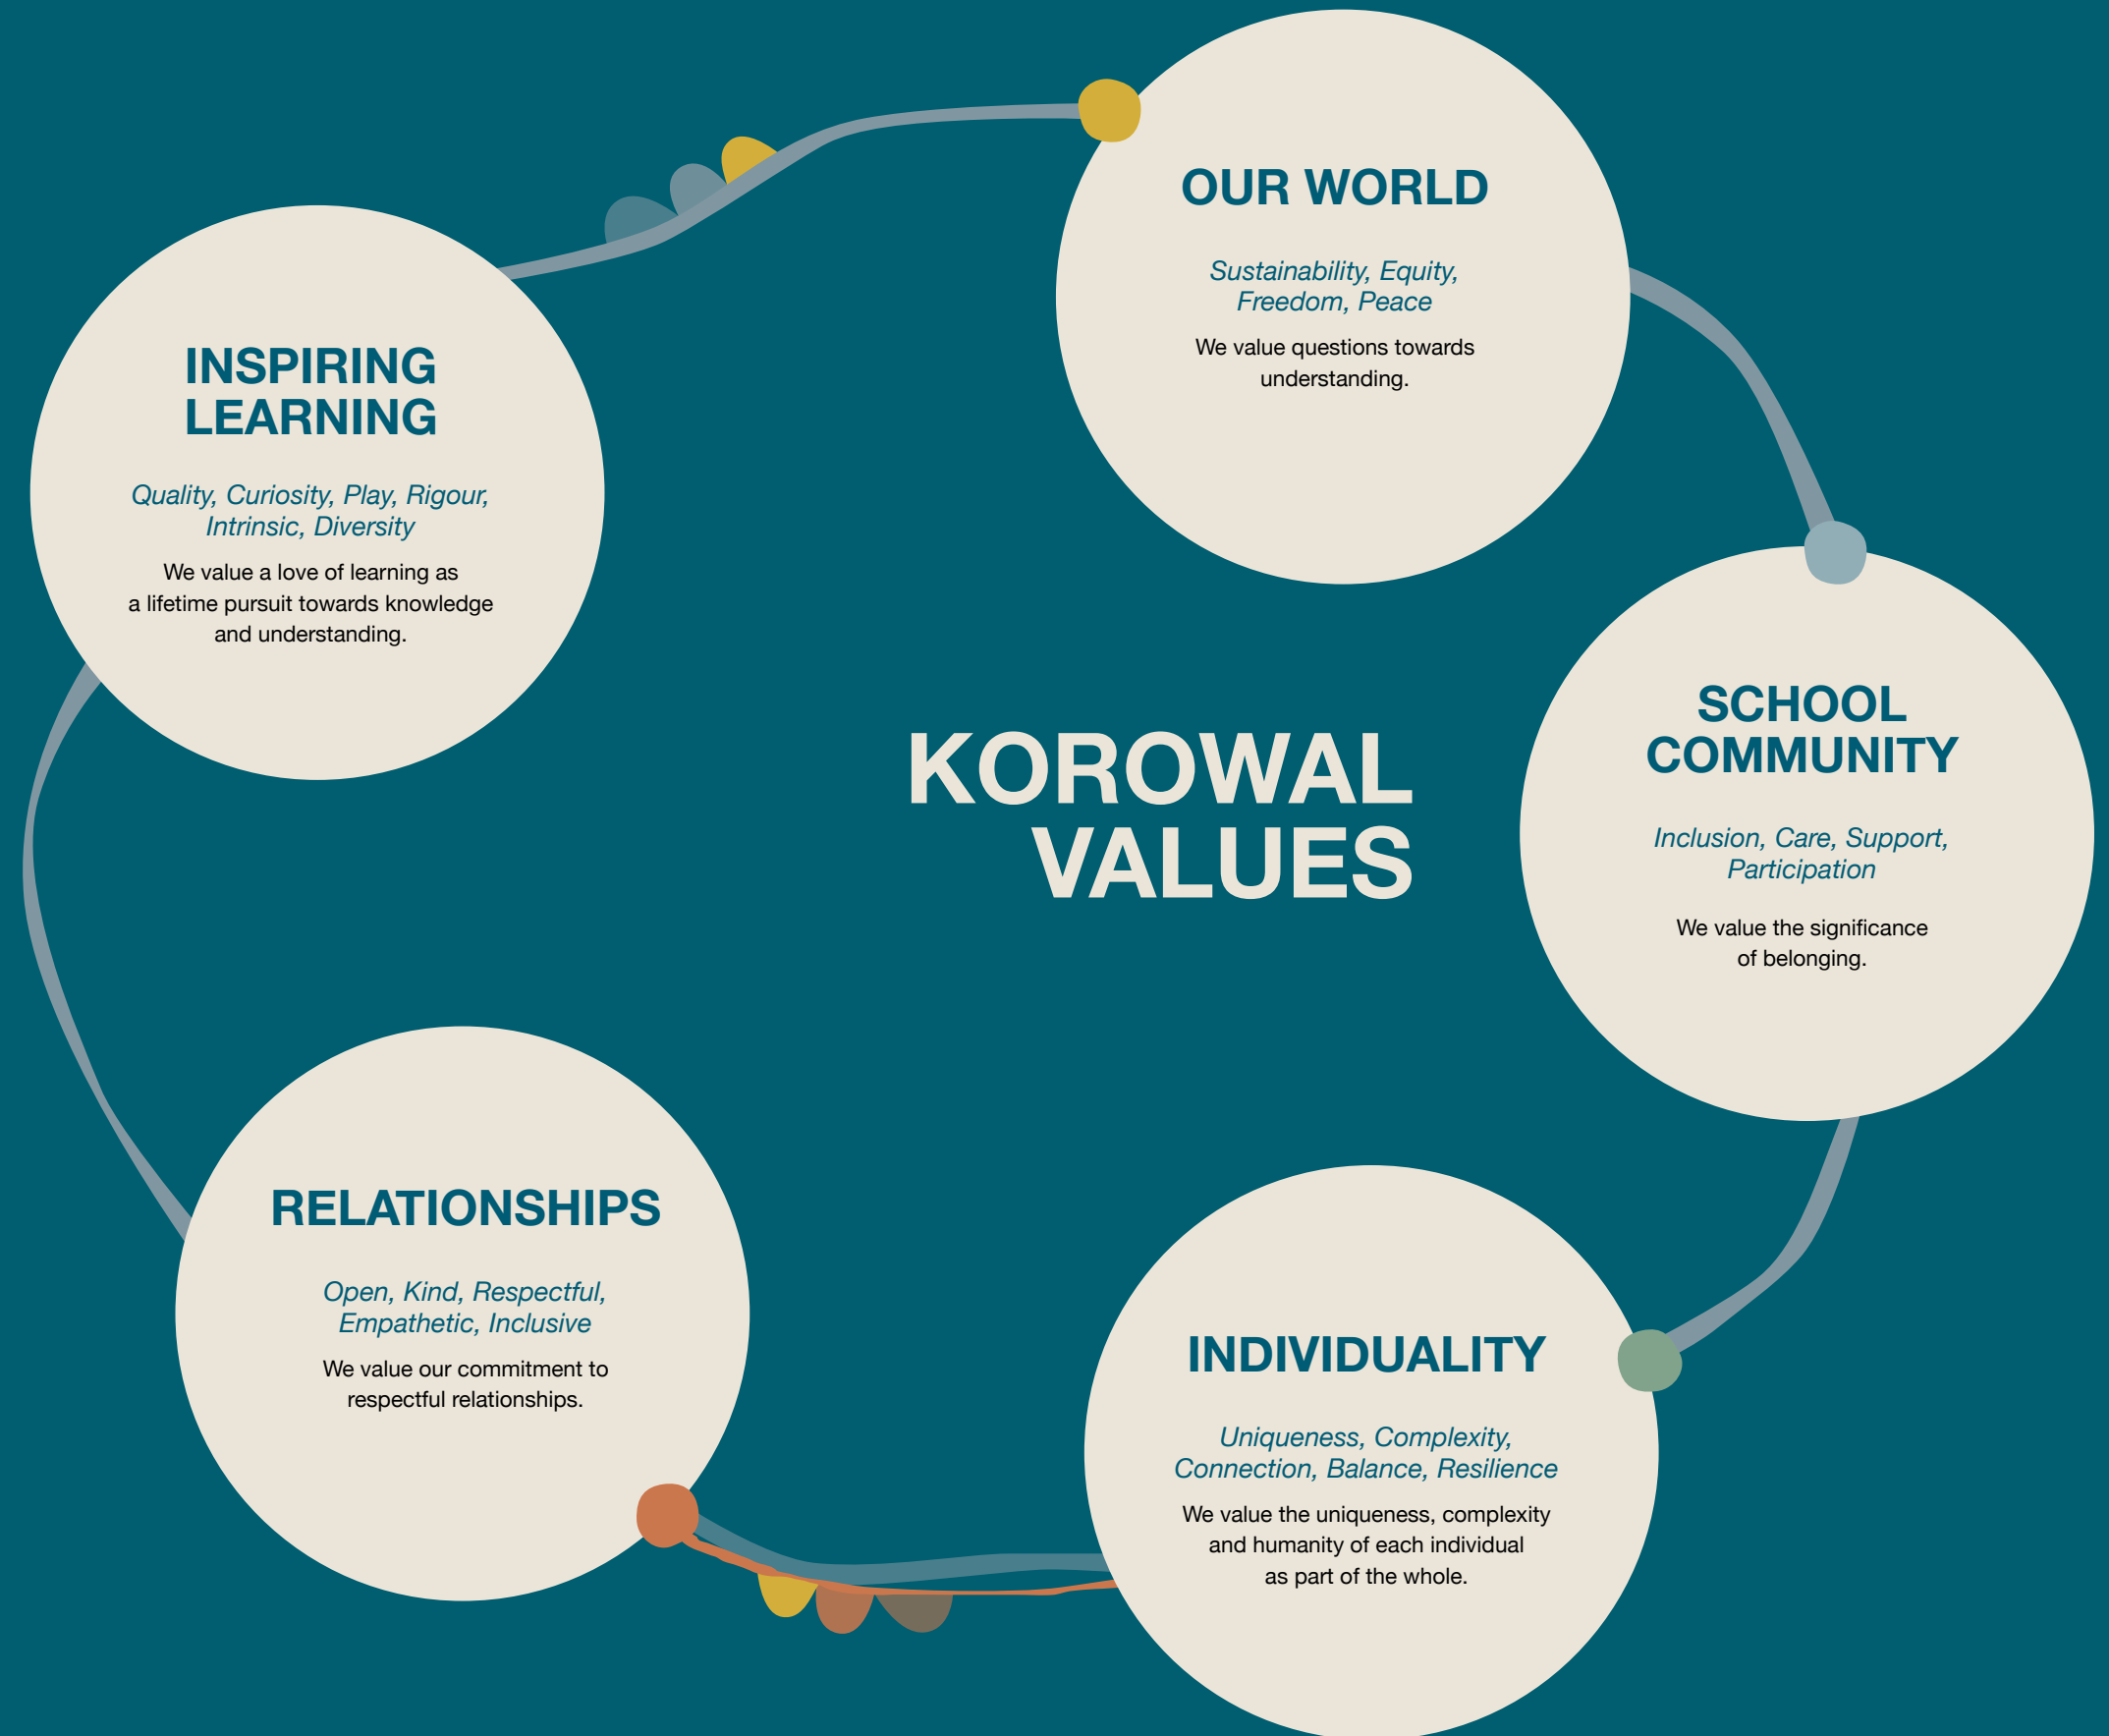 OUR WORLD
Sustainability, Equity,
Freedom, Peace
We value questions towards
understanding.
INSPIRING
LEARNING
Quality, Curiosity, Play, Rigour,
Intrinsic, Diversity
We value a love of learning as
a lifetime pursuit towards knowledge
and understanding.
KOROWAL
VALUES
SCHOOL
COMMUNITY
Inclusion, Care, Support,
Participation
We value the significance
of belonging.
RELATIONSHIPS
Open, Kind, Respectful,
Empathetic, Inclusive
We value our commitment to
respectful relationships.
INDIVIDUALITY
Uniqueness, Complexity,
Connection, Balance, Resilience
We value the uniqueness, complexity
and humanity of each individual
as part of the whole.